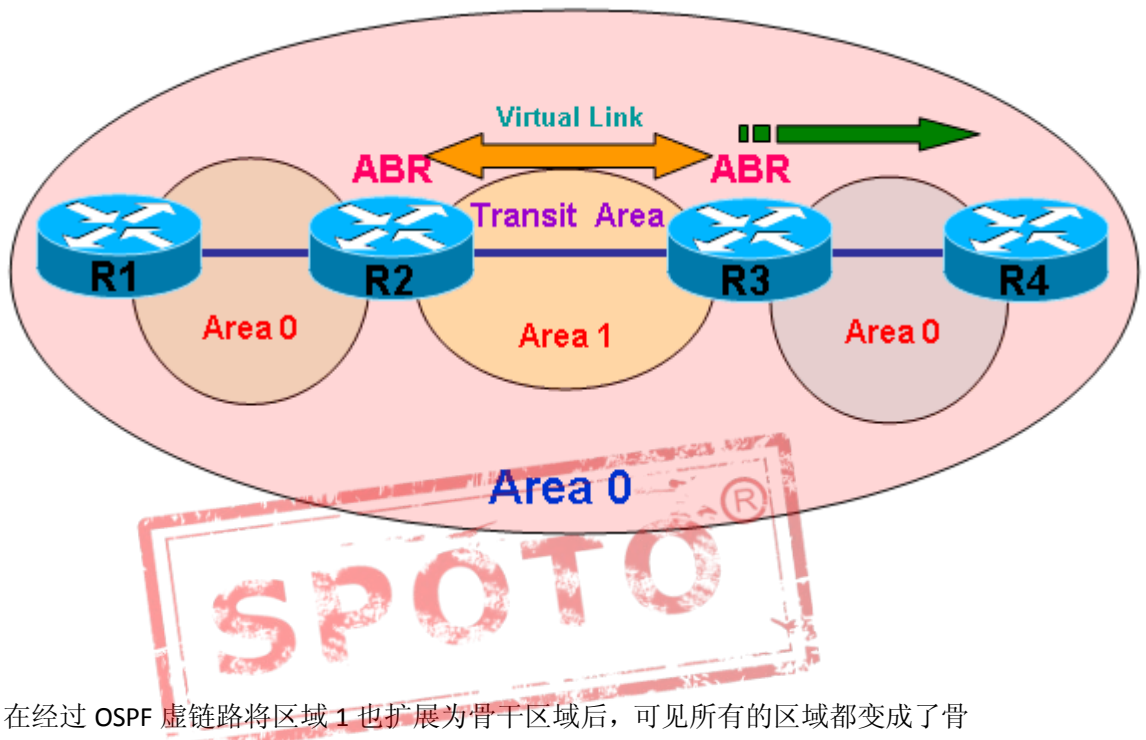 Virtual Link
ABR
ABR
Transit Area
R1
R2
R3
R4
Area 0
Area 1
Area 0
Area 0
SPOTO®
在经过 OSPF 虚链路将区域 1 也扩展为骨干区域后，可见所有的区域都变成了骨